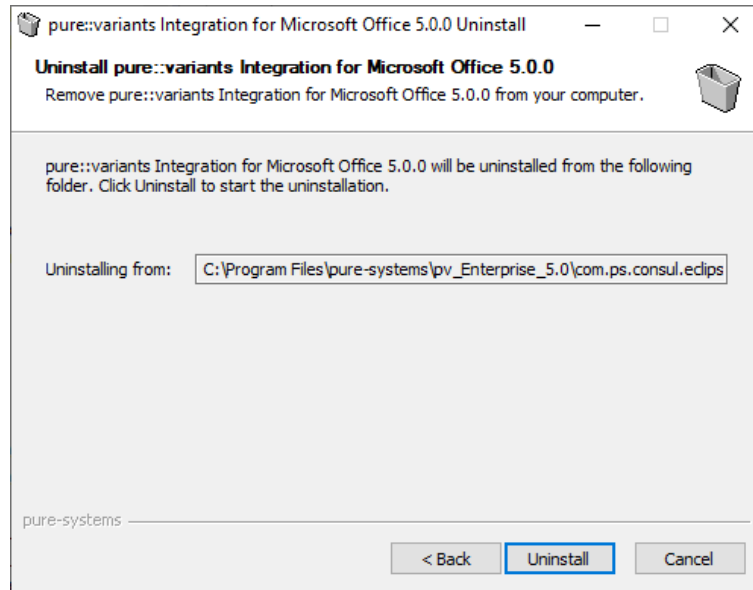 pure::variants Integration for Microsoft Office 5.0.0 Uninstall
Uninstall pure::variants Integration for Microsoft Office 5.0.0
Remove pure::variants Integration for Microsoft Office 5.0.0 from your computer.
pure::variants Integration for Microsoft Office 5.0.0 will be uninstalled from the following
folder. Click Uninstall to start the uninstallation.
Uninstalling from: C:\Program Files\pure-systems\pv_Enterprise_5.0\com.ps.consul.eclips
pure-systems
< Back Uninstall Cancel